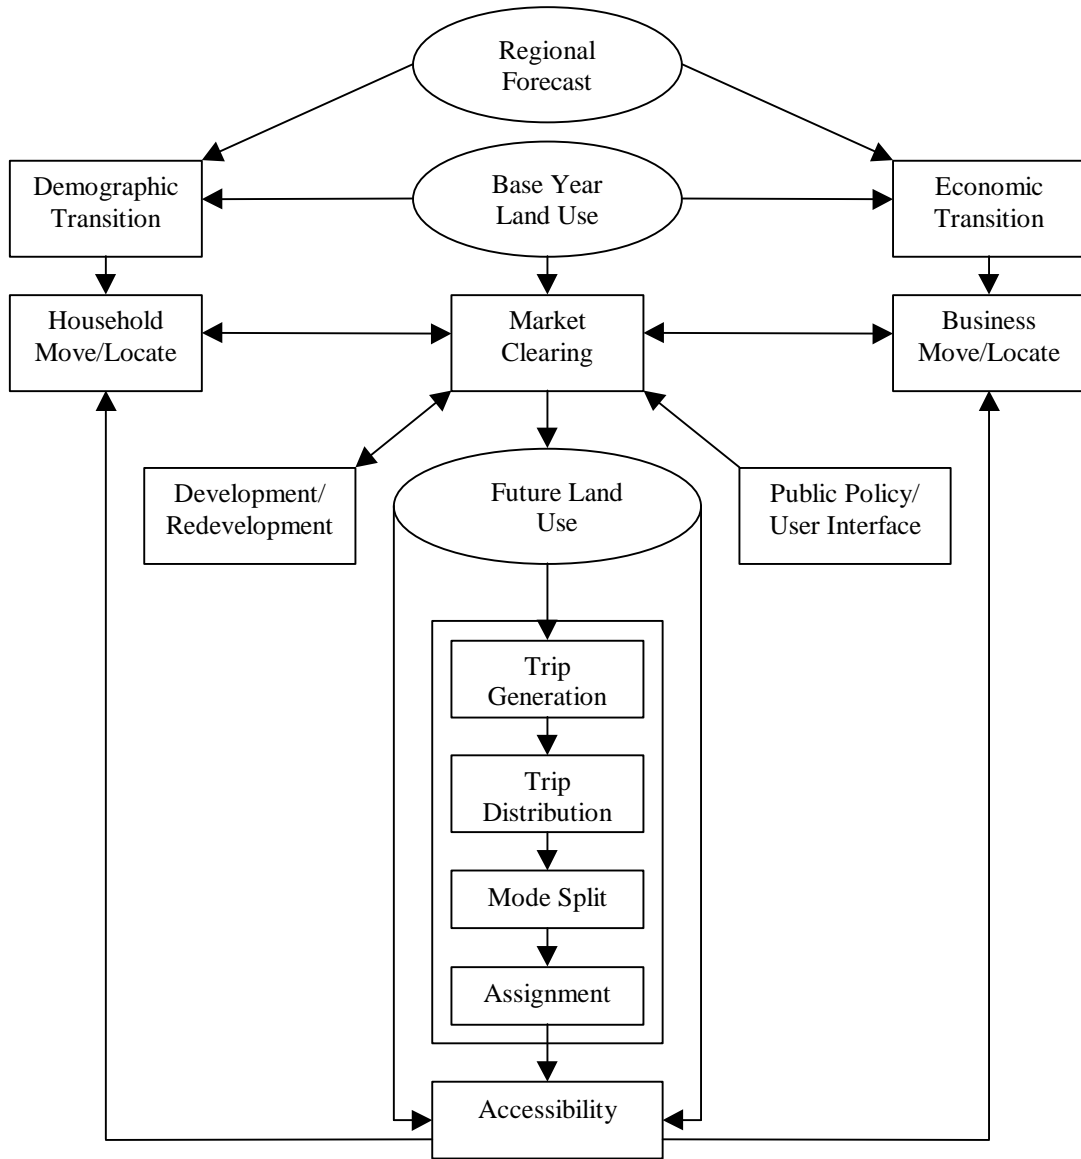 Regional
Forecast
Demographic
Transition
Base Year
Land Use
Economic
Transition
Household
Move/Locate
Market
Clearing
Business
Move/Locate
Development/
Redevelopment
Future Land
Use
Public Policy/
User Interface
Trip
Generation
Trip
Distribution
Mode Split
Assignment
Accessibility